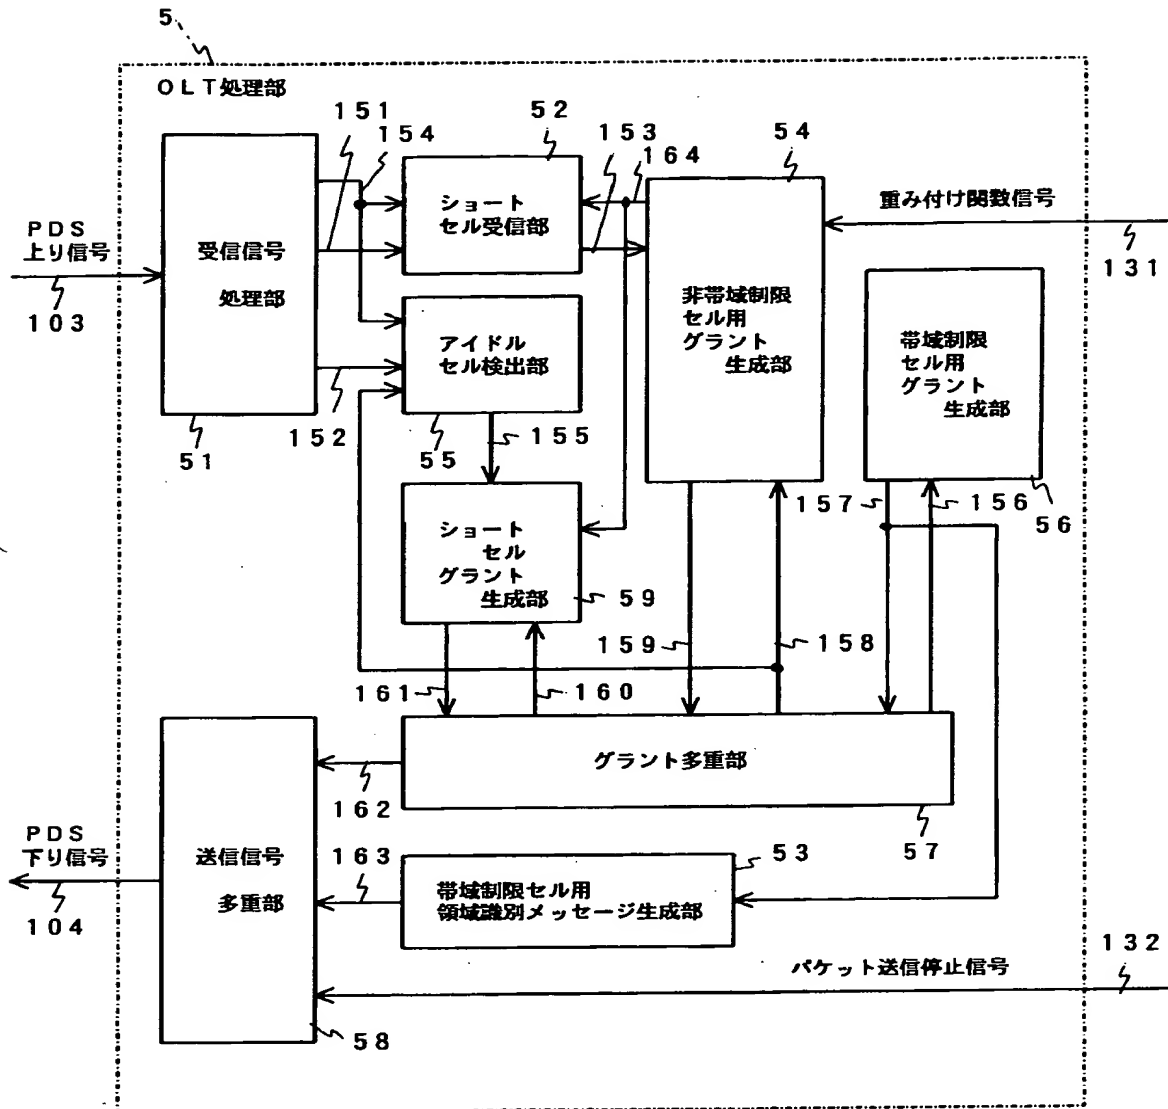 5
OLT処理部
151
154
52
153
164
54
重み付け関数信号
131
PDS
上り信号
103
受信信号
処理部
51
ショート
セル受信部
アイドル
セル検出部
152
55
155
非帯域制限
セル用
グラント
生成部
帯域制限
セル用
グラント
生成部
56
157
156
ショート
セル
グラント
生成部
59
159
158
161
160
グラント多重部
57
162
PDS
下り信号
104
送信信号
多重部
58
163
帯域制限セル用
領域識別メッセージ生成部
53
パケット送信停止信号
132